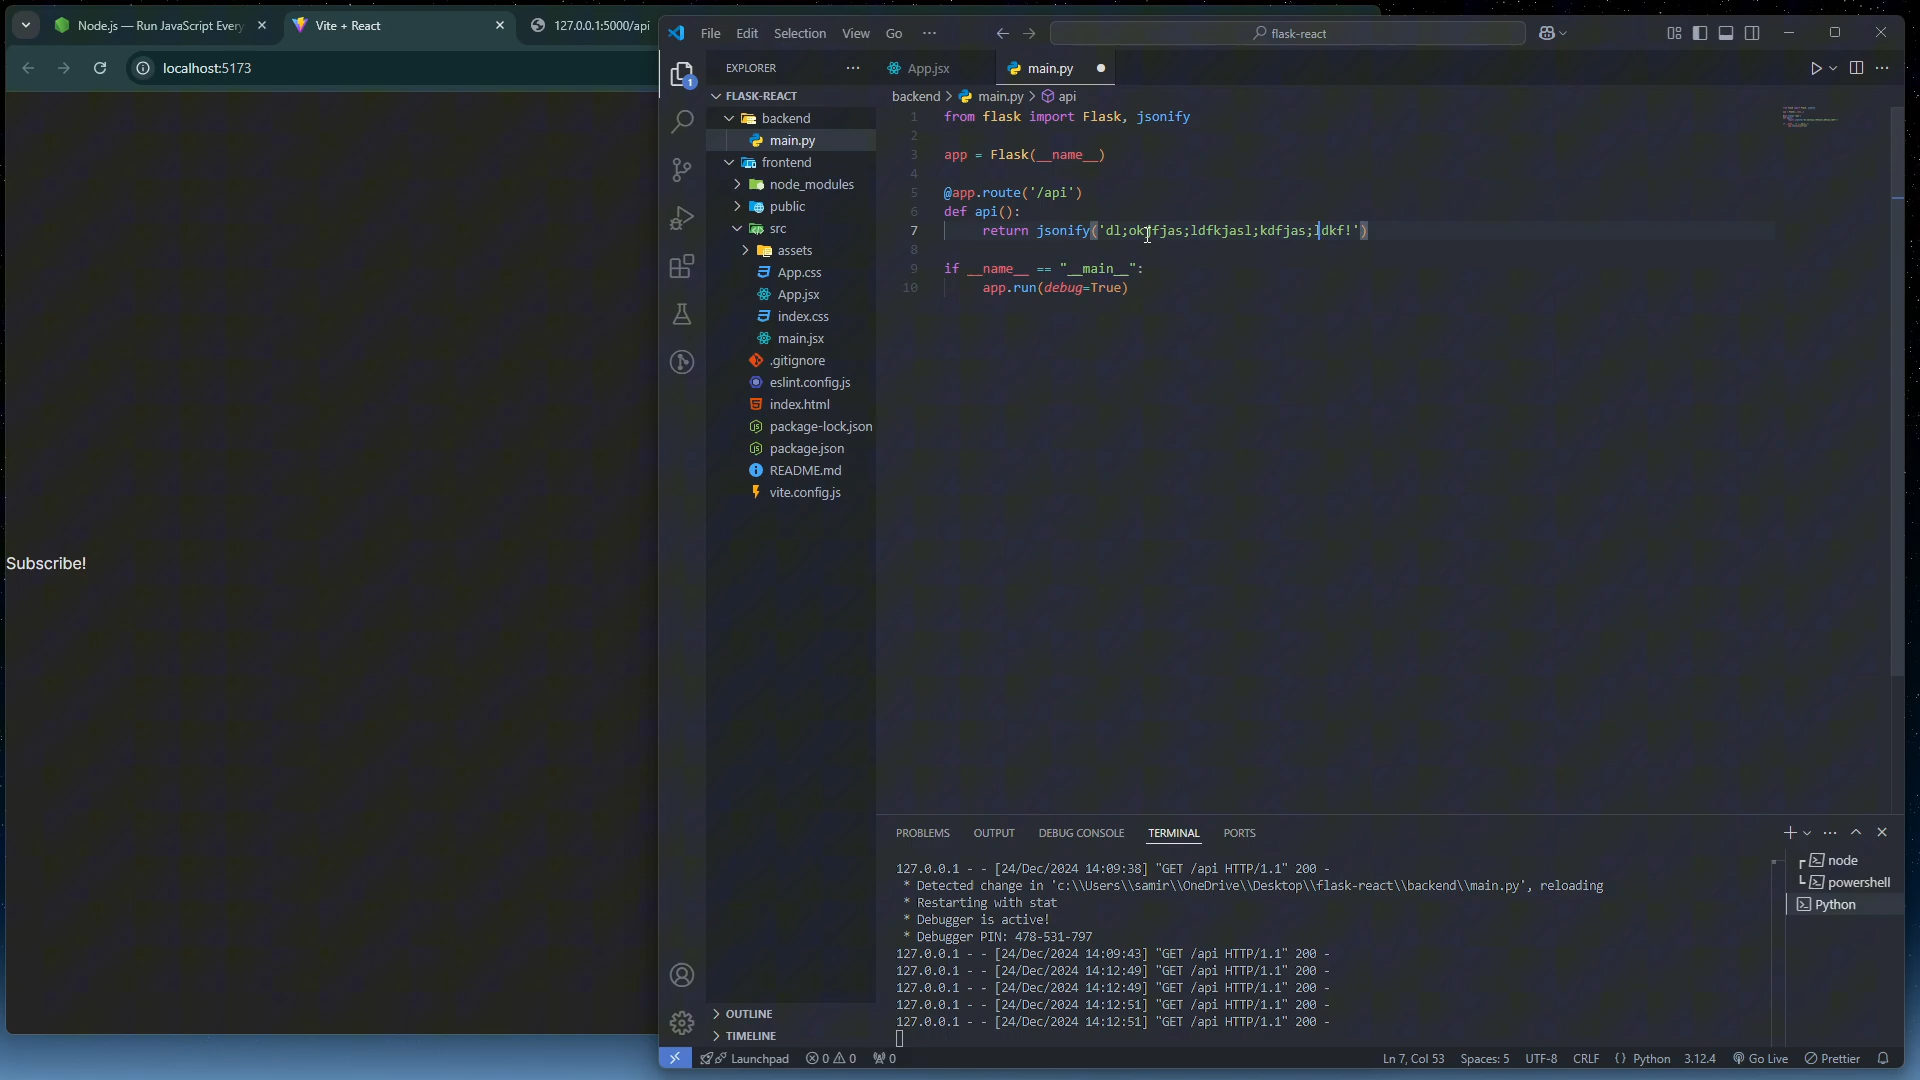 Node.js — Run JavaScript Every
Vite + React
127.0.0.1:5000/api
localhost:5173
Subscribe!
File Edit Selection View Go ···
flask-react
EXPLORER
FLASK-REACT
backend
main.py
frontend
node_modules
public
src
assets
App.css
App.jsx
index.css
main.jsx
.gitignore
eslint.config.js
index.html
package-lock.json
package.json
README.md
vite.config.js
OUTLINE
TIMELINE
1
App.jsx
main.py
backend > main.py > api
1 from flask import Flask, jsonify
2
3 app = Flask(__name__)
4
5 @app.route('/api')
6 def api():
7 return jsonify('dl;okjfjas;ldfkjasl;kdfjas;ldkf!')
8
9 if __name__ == "__main__":
10 app.run(debug=True)
PROBLEMS OUTPUT DEBUG CONSOLE TERMINAL PORTS
127.0.0.1 - - [24/Dec/2024 14:09:38] "GET /api HTTP/1.1" 200 -
* Detected change in 'c:\\Users\\samir\\OneDrive\\Desktop\\flask-react\\backend\\main.py', reloading
* Restarting with stat
* Debugger is active!
* Debugger PIN: 478-531-797
127.0.0.1 - - [24/Dec/2024 14:09:43] "GET /api HTTP/1.1" 200 -
127.0.0.1 - - [24/Dec/2024 14:12:49] "GET /api HTTP/1.1" 200 -
127.0.0.1 - - [24/Dec/2024 14:12:49] "GET /api HTTP/1.1" 200 -
127.0.0.1 - - [24/Dec/2024 14:12:51] "GET /api HTTP/1.1" 200 -
127.0.0.1 - - [24/Dec/2024 14:12:51] "GET /api HTTP/1.1" 200 -
node
powershell
Python
Launchpad 0 0 0 Ln 7, Col 53 Spaces: 5 UTF-8 CRLF {} Python 3.12.4 Go Live Prettier